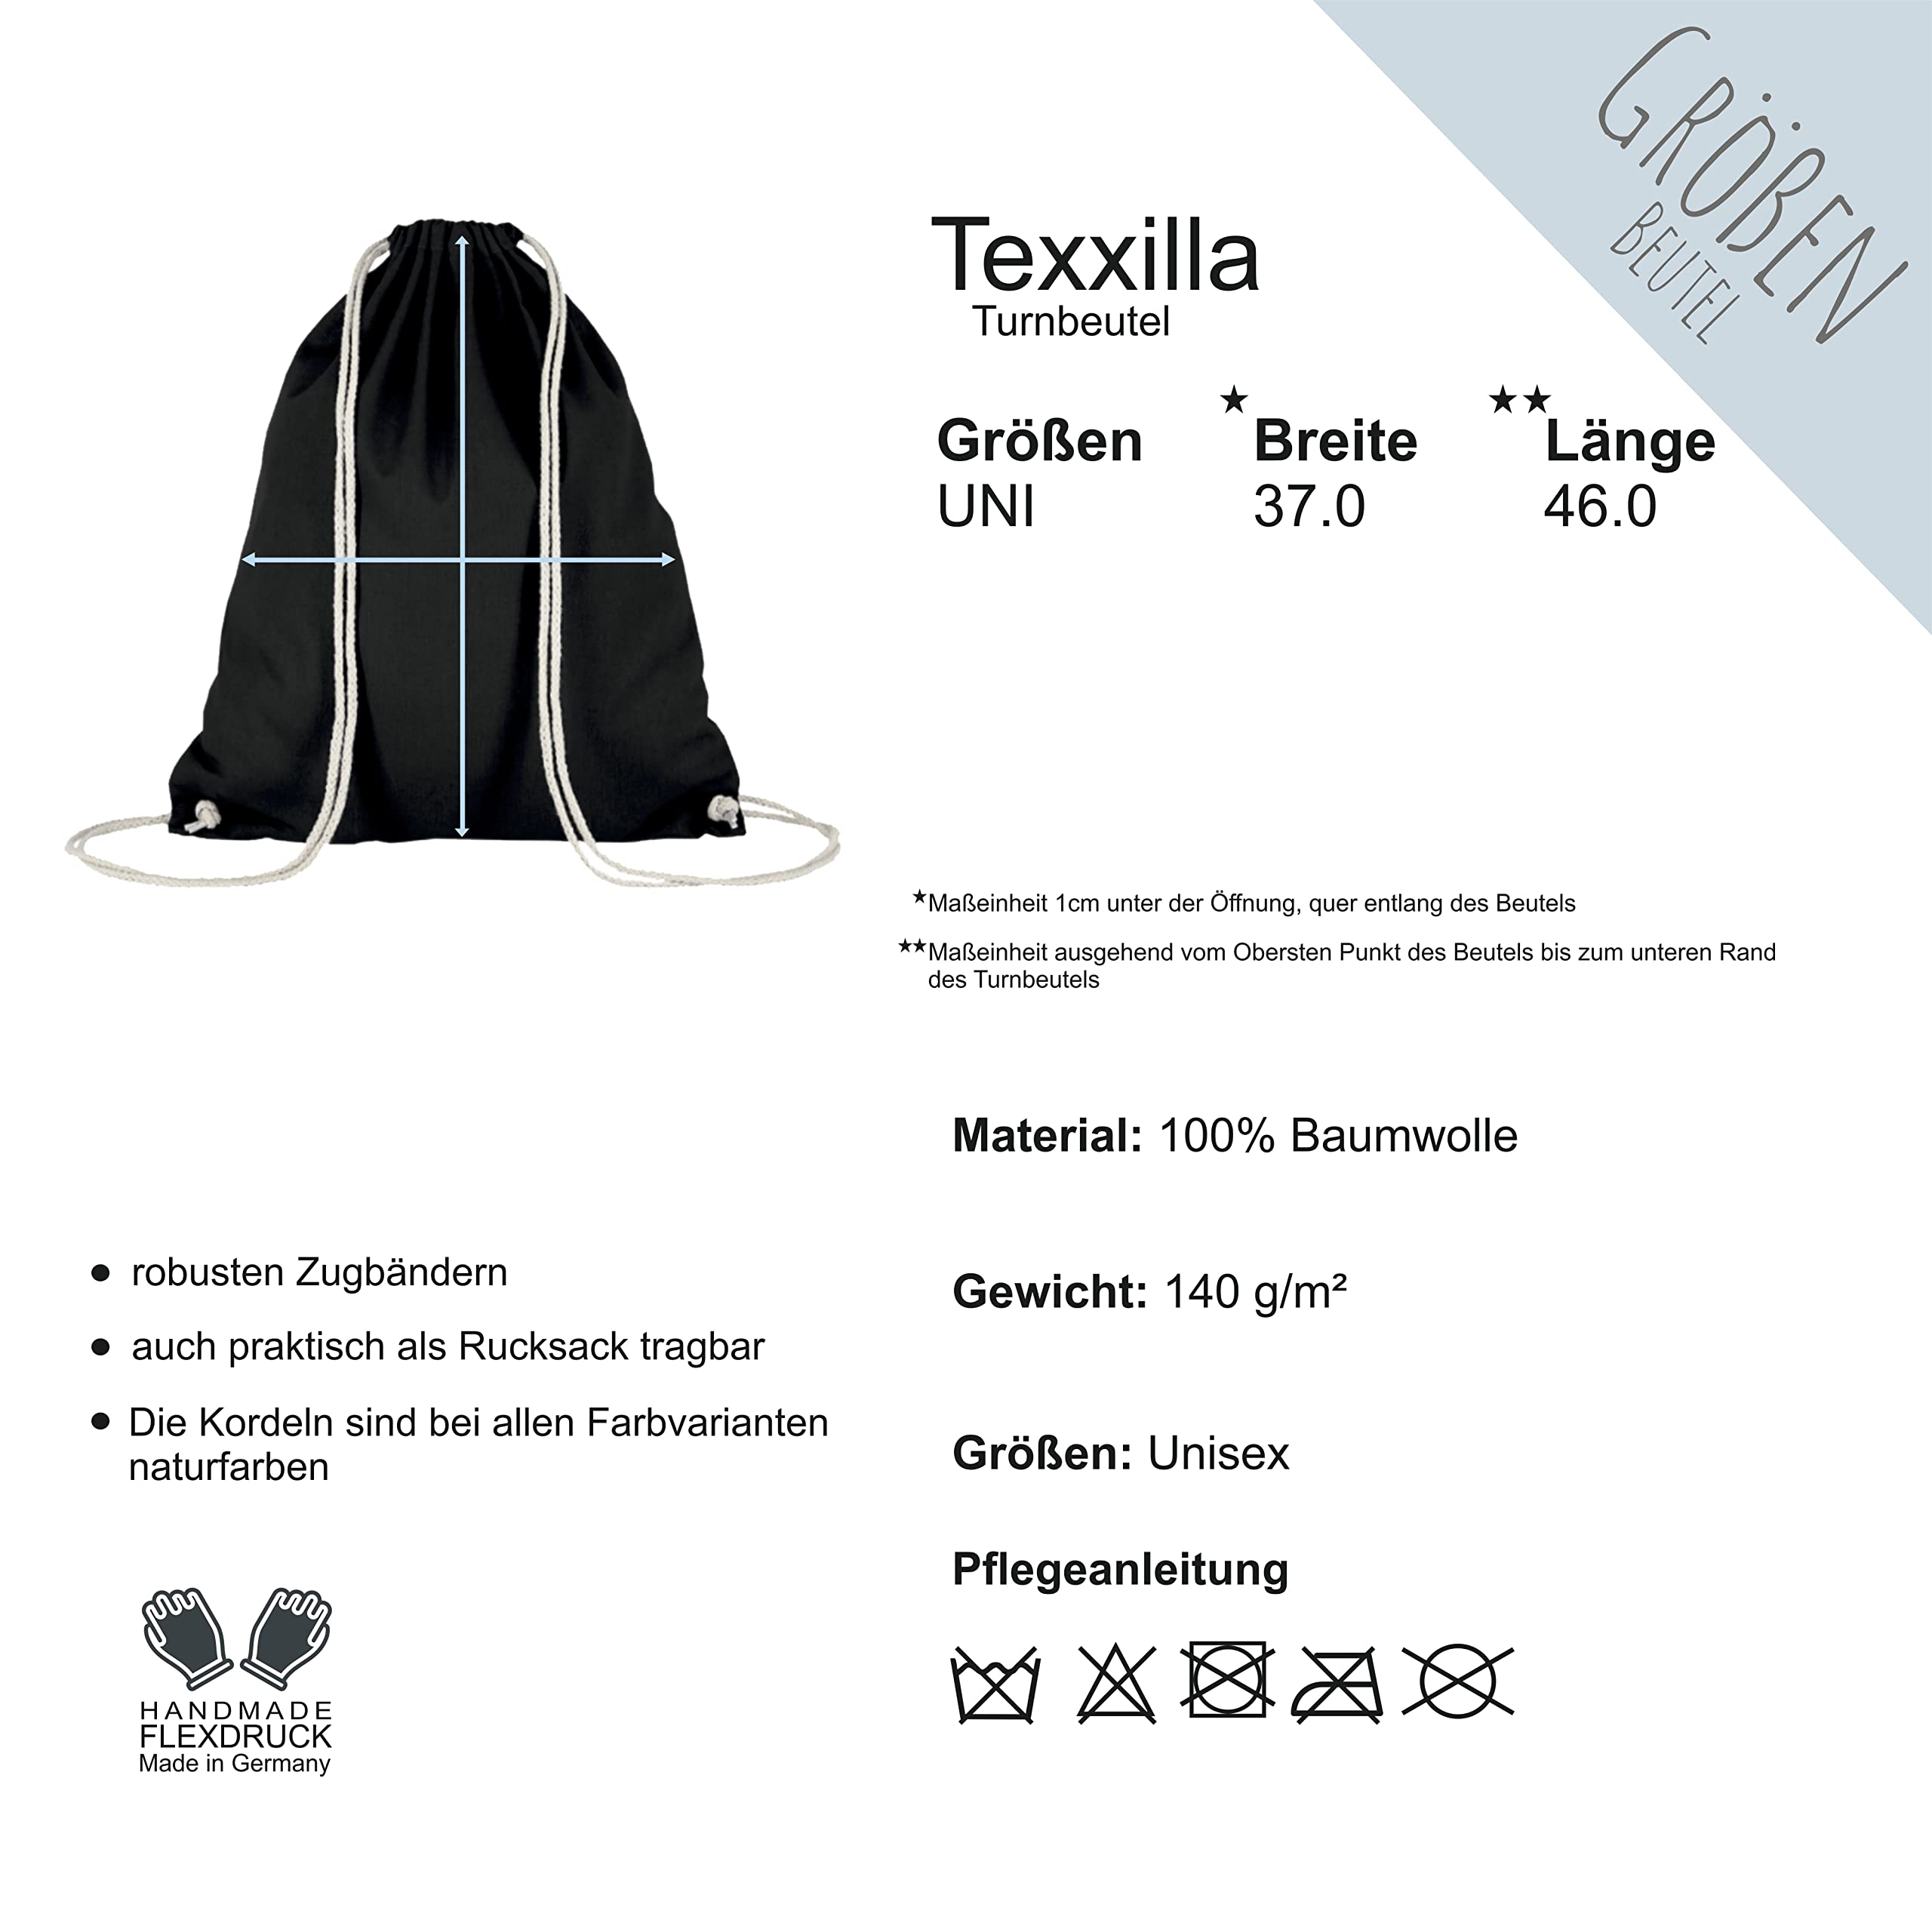 GRÖßEN
BEUTEL
Texxilla
Turnbeutel
Größen ★Breite ★★Länge
UNI 37.0 46.0
★Maßeinheit 1cm unter der Öffnung, quer entlang des Beutels
★★Maßeinheit ausgehend vom Obersten Punkt des Beutels bis zum unteren Rand
des Turnbeutels
Material: 100% Baumwolle
Gewicht: 140 g/m²
Größen: Unisex
Pflegeanleitung
● robusten Zugbändern
● auch praktisch als Rucksack tragbar
● Die Kordeln sind bei allen Farbvarianten
naturfarben
HANDMADE
FLEXDRUCK
Made in Germany